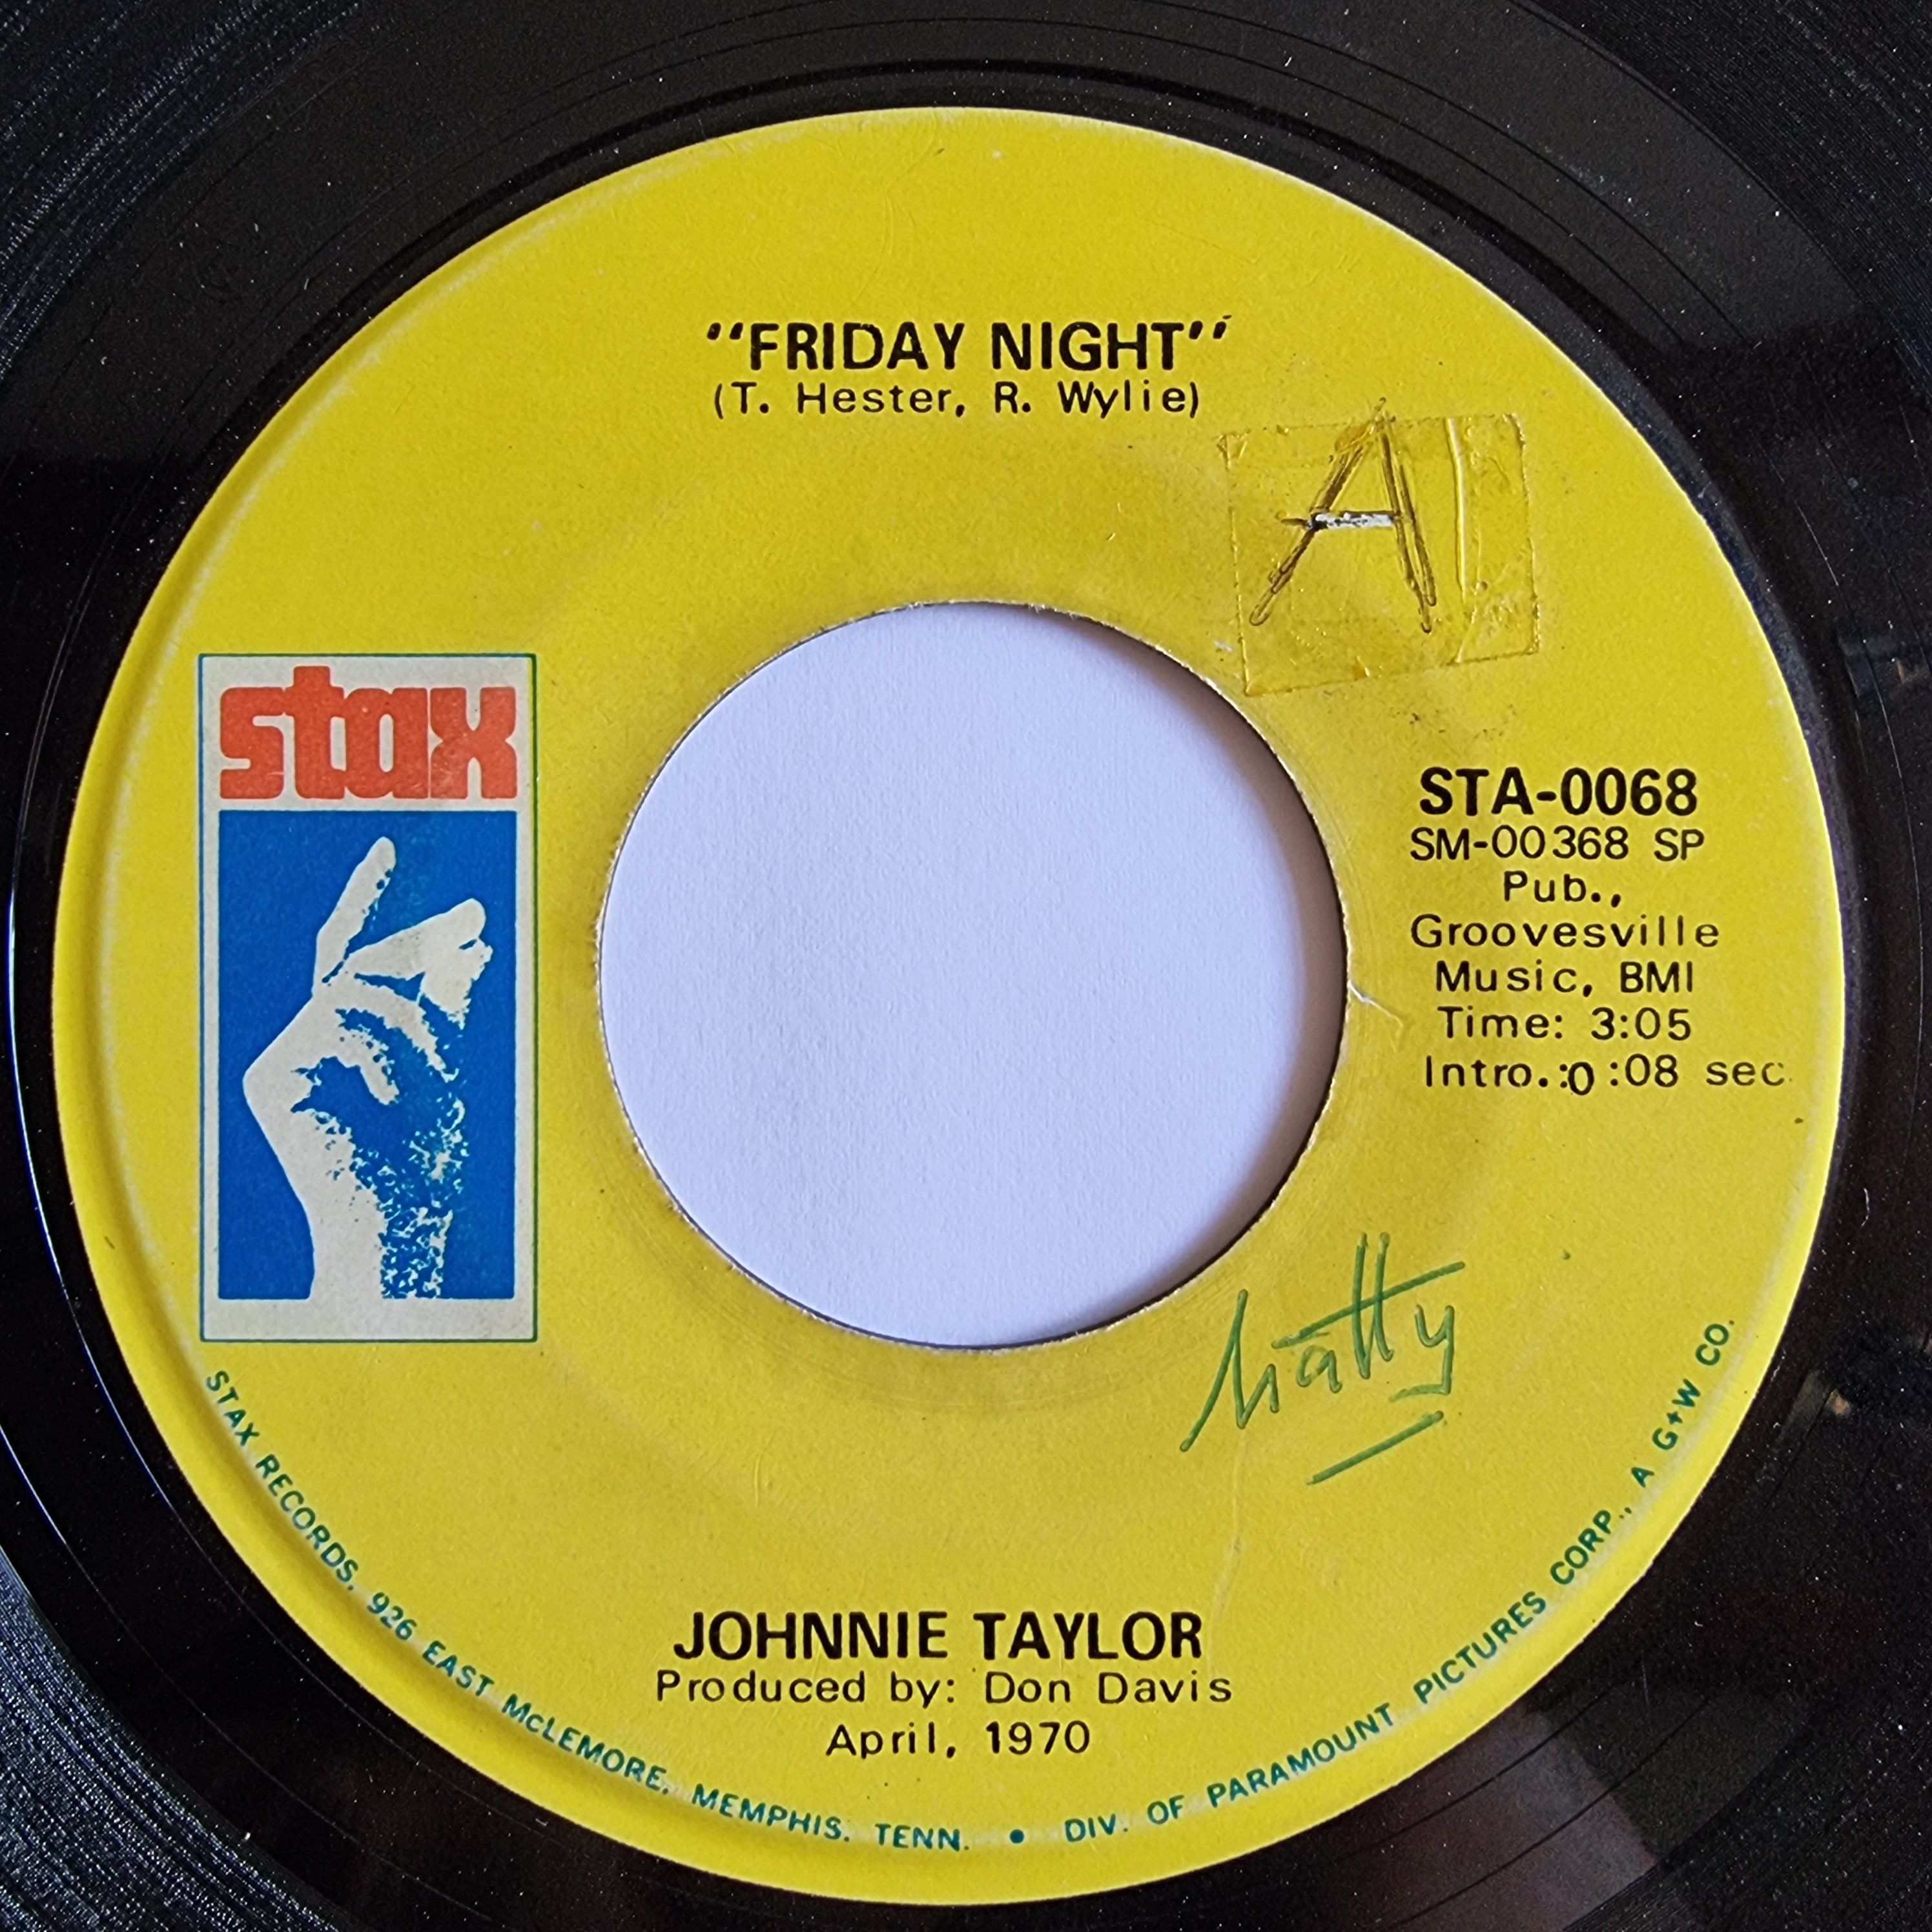 “FRIDAY NIGHT”
(T. Hester, R. Wylie)
A
stax
STA-0068
SM-00368 SP
Pub.,
Groovesville
Music, BMI
Time: 3:05
Intro.:0 :08 sec.
JOHNNIE TAYLOR
Produced by: Don Davis
April, 1970
STAX RECORDS, 926 EAST McLEMORE, MEMPHIS, TENN. • DIV. OF PARAMOUNT PICTURES CORP., A G+W CO.